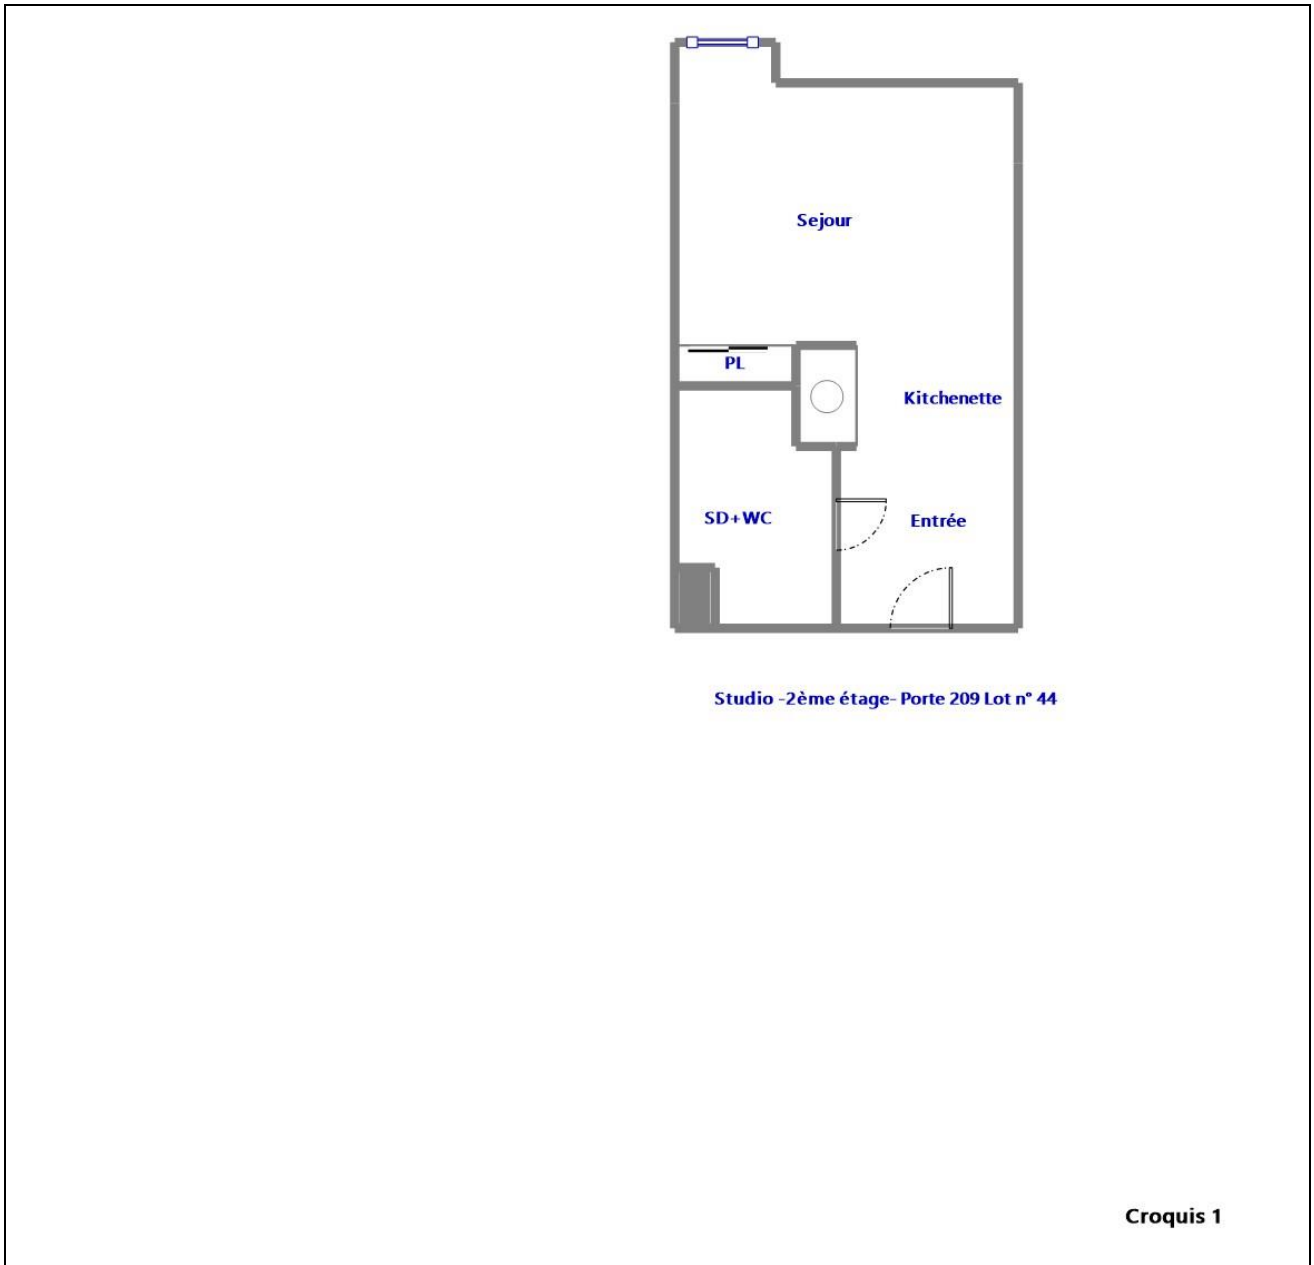 Sejour
PL
Kitchenette
SD+WC
Entrée
Studio -2ème étage- Porte 209 Lot n° 44
Croquis 1